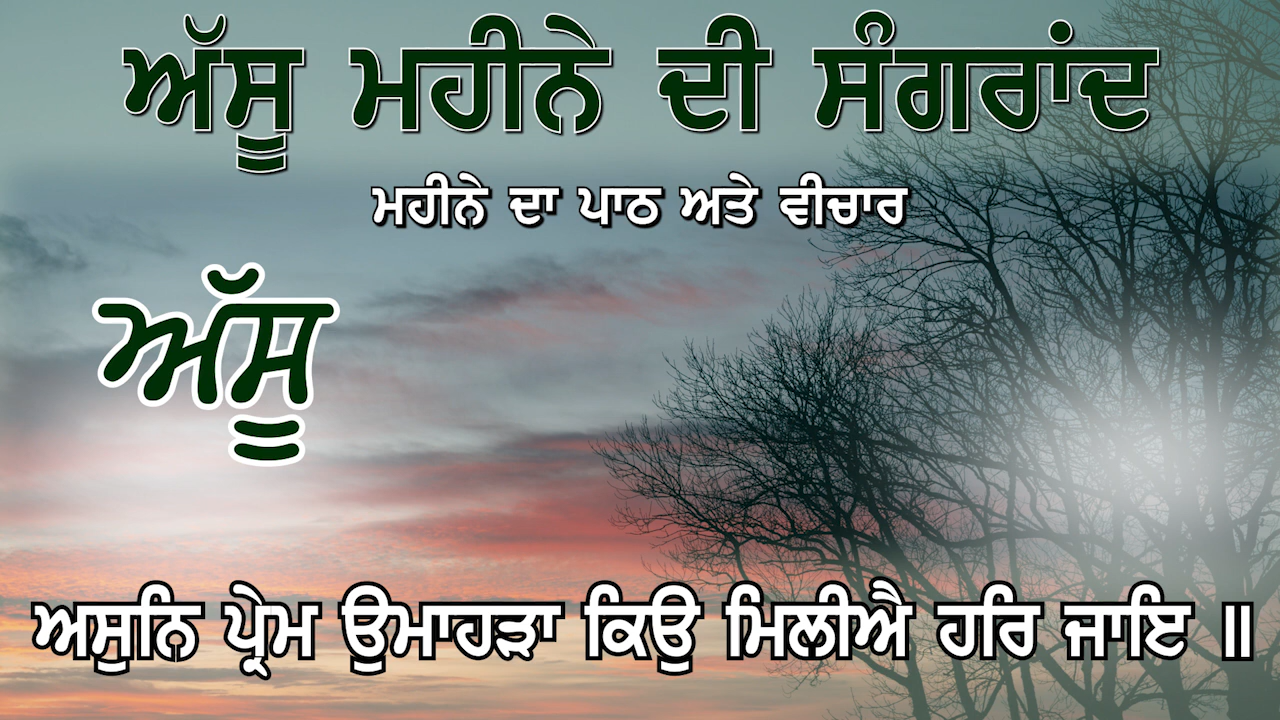 ਅੱਸੂ ਮਹੀਨੇ ਦੀ ਸੰਗਰਾਂਦ
ਮਹੀਨੇ ਦਾ ਪਾਠ ਅਤੇ ਵੀਚਾਰ
ਅੱਸੂ
ਅਸੁਨਿ ਪ੍ਰੇਮ ਉਮਾਹੜਾ ਕਿਉ ਮਿਲੀਐ ਹਰਿ ਜਾਇ ॥